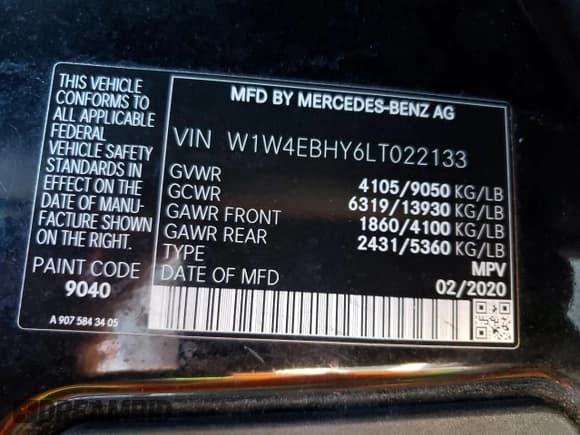 THIS VEHICLE
CONFORMS TO
ALL APPLICABLE
FEDERAL
VEHICLE SAFETY
STANDARDS IN
EFFECT ON THE
DATE OF MANU-
FACTURE SHOWN
ON THE RIGHT.
PAINT CODE
9040
A 907 584 34 05
MFD BY MERCEDES-BENZ AG
VIN W1W4EBHY6LT022133
GVWR 4105/9050 KG/LB
GCWR 6319/13930 KG/LB
GAWR FRONT 1860/4100 KG/LB
GAWR REAR 2431/5360 KG/LB
TYPE MPV
DATE OF MFD 02/2020